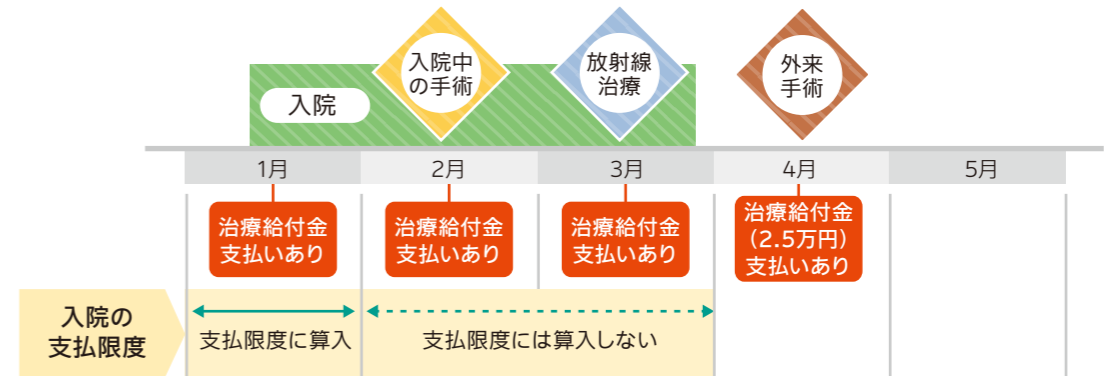 入院
入院中
の手術
放射線
治療
外来
手術
1月
2月
3月
4月
5月
治療給付金
支払いあり
治療給付金
支払いあり
治療給付金
支払いあり
治療給付金
(2.5万円)
支払いあり
入院の
支払限度
支払限度に算入
支払限度には算入しない